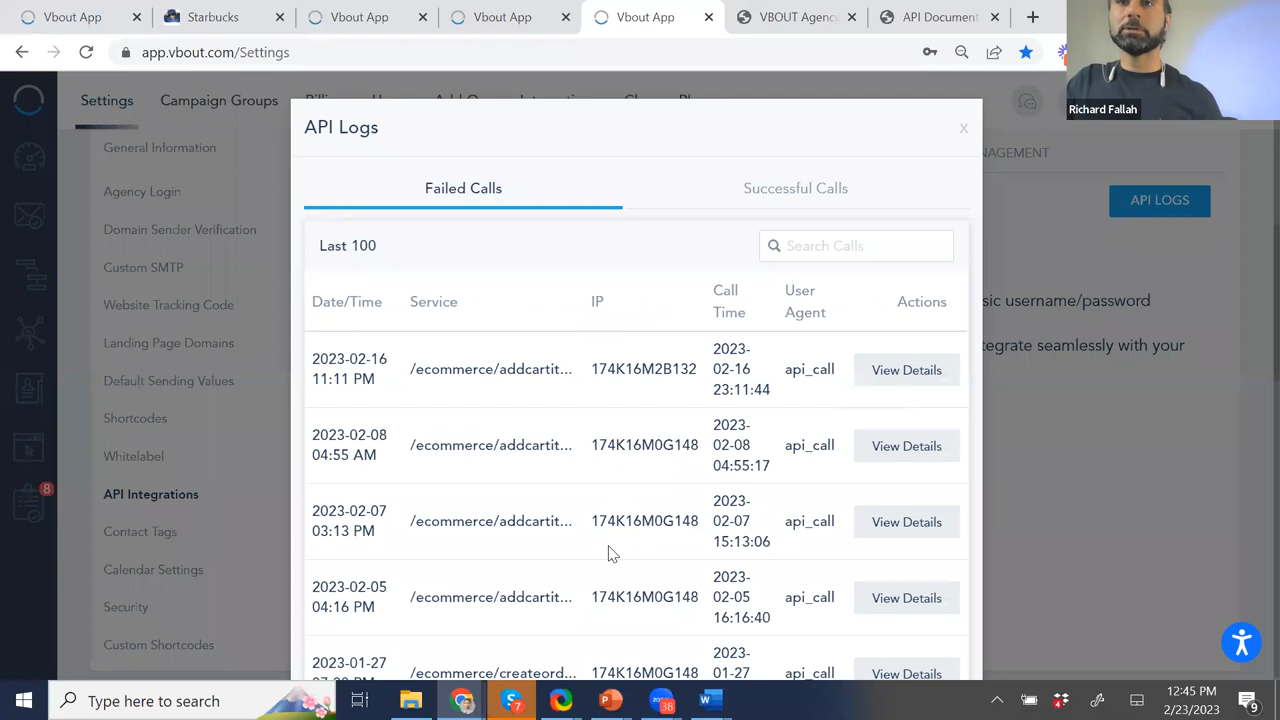 Vbout App
Starbucks
Vbout App
Vbout App
Vbout App
VBOUT Agenc
API Document
app.vbout.com/Settings
Richard Fallah
Settings
Campaign Groups
API Logs
Failed Calls
Successful Calls
Last 100
Search Calls
Date/Time
Service
IP
Call
Time
User
Agent
Actions
2023-02-16
11:11 PM
/ecommerce/addcartit...
174K16M2B132
2023-
02-16
23:11:44
api_call
View Details
2023-02-08
04:55 AM
/ecommerce/addcartit...
174K16M0G148
2023-
02-08
04:55:17
api_call
View Details
2023-02-07
03:13 PM
/ecommerce/addcartit...
174K16M0G148
2023-
02-07
15:13:06
api_call
View Details
2023-02-05
04:16 PM
/ecommerce/addcartit...
174K16M0G148
2023-
02-05
16:16:40
api_call
View Details
2023-01-27
/ecommerce/createord...
174K16M0G148
2023-
01-27
api_call
View Details
General Information
Agency Login
Domain Sender Verification
Custom SMTP
Website Tracking Code
Landing Page Domains
Default Sending Values
Shortcodes
Whitelabel
API Integrations
Contact Tags
Calendar Settings
Security
Custom Shortcodes
8
NAGEMENT
API LOGS
sic username/password
tegrate seamlessly with your
Type here to search
7
38
4
12:45 PM
2/23/2023
9